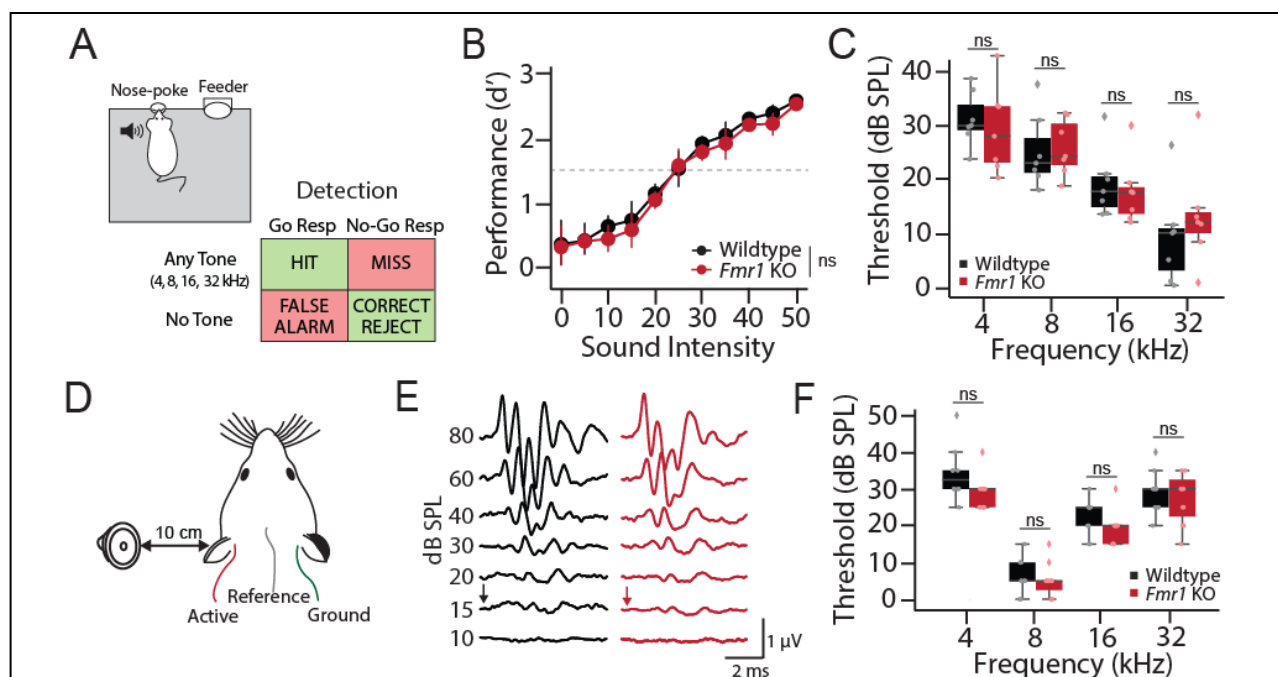 A
Nose-poke
Feeder
Detection
Go Resp No-Go Resp
Any Tone
(4, 8, 16, 32 kHz)
HIT
MISS
No Tone
FALSE
ALARM
CORRECT
REJECT
B
Performance (d')
3
2
1
0
Wildtype
Fmr1 KO
ns
0 10 20 30 40 50
Sound Intensity
C
Threshold (dB SPL)
40
30
20
10
0
ns
ns
ns
ns
Wildtype
Fmr1 KO
4 8 16 32
Frequency (kHz)
D
10 cm
Reference
Active
Ground
E
dB SPL
80
60
40
30
20
15
10
1 µV
2 ms
F
Threshold (dB SPL)
50
40
30
20
10
0
ns
ns
ns
ns
Wildtype
Fmr1 KO
4 8 16 32
Frequency (kHz)